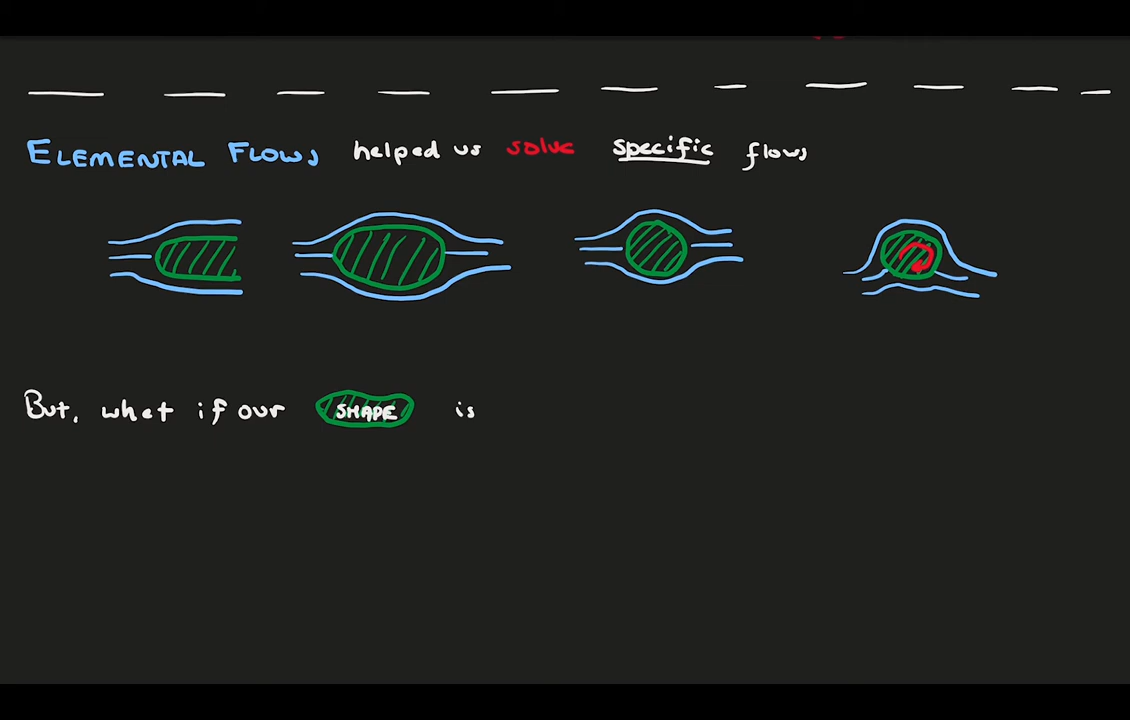 ELEMENTAL FLOWS helped us solve specific flows
But, what if our SHAPE is